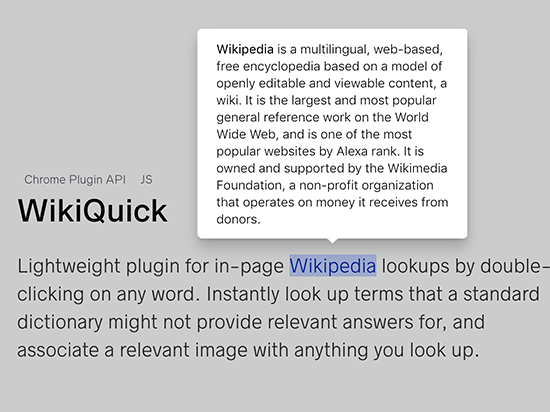 Wikipedia is a multilingual, web-based,
free encyclopedia based on a model of
openly editable and viewable content, a
wiki. It is the largest and most popular
general reference work on the World
Wide Web, and is one of the most
popular websites by Alexa rank. It is
owned and supported by the Wikimedia
Foundation, a non-profit organization
that operates on money it receives from
donors.
Chrome Plugin API JS
WikiQuick
Lightweight plugin for in-page Wikipedia lookups by double-
clicking on any word. Instantly look up terms that a standard
dictionary might not provide relevant answers for, and
associate a relevant image with anything you look up.